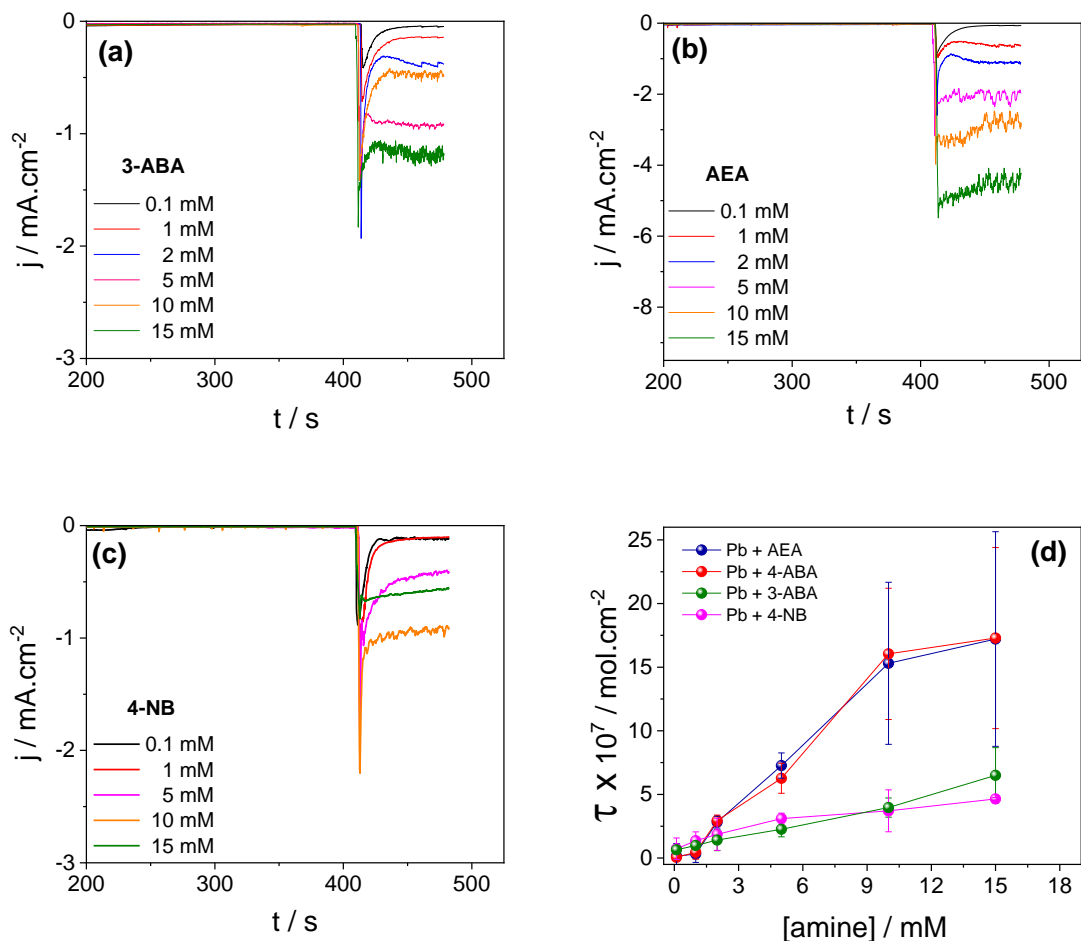 (a)
3-ABA
0.1 mM
1 mM
2 mM
5 mM
10 mM
15 mM
0
-1
-2
-3
j / mA.cm-2
200 300 400 500
t / s
(b)
AEA
0.1 mM
1 mM
2 mM
5 mM
10 mM
15 mM
0
-2
-4
-6
-8
j / mA.cm-2
200 300 400 500
t / s
(c)
4-NB
0.1 mM
1 mM
5 mM
10 mM
15 mM
0
-1
-2
-3
j / mA.cm-2
200 300 400 500
t / s
(d)
Pb + AEA
Pb + 4-ABA
Pb + 3-ABA
Pb + 4-NB
25
20
15
10
5
0
τ x 10^7 / mol.cm-2
0 3 6 9 12 15 18
[amine] / mM